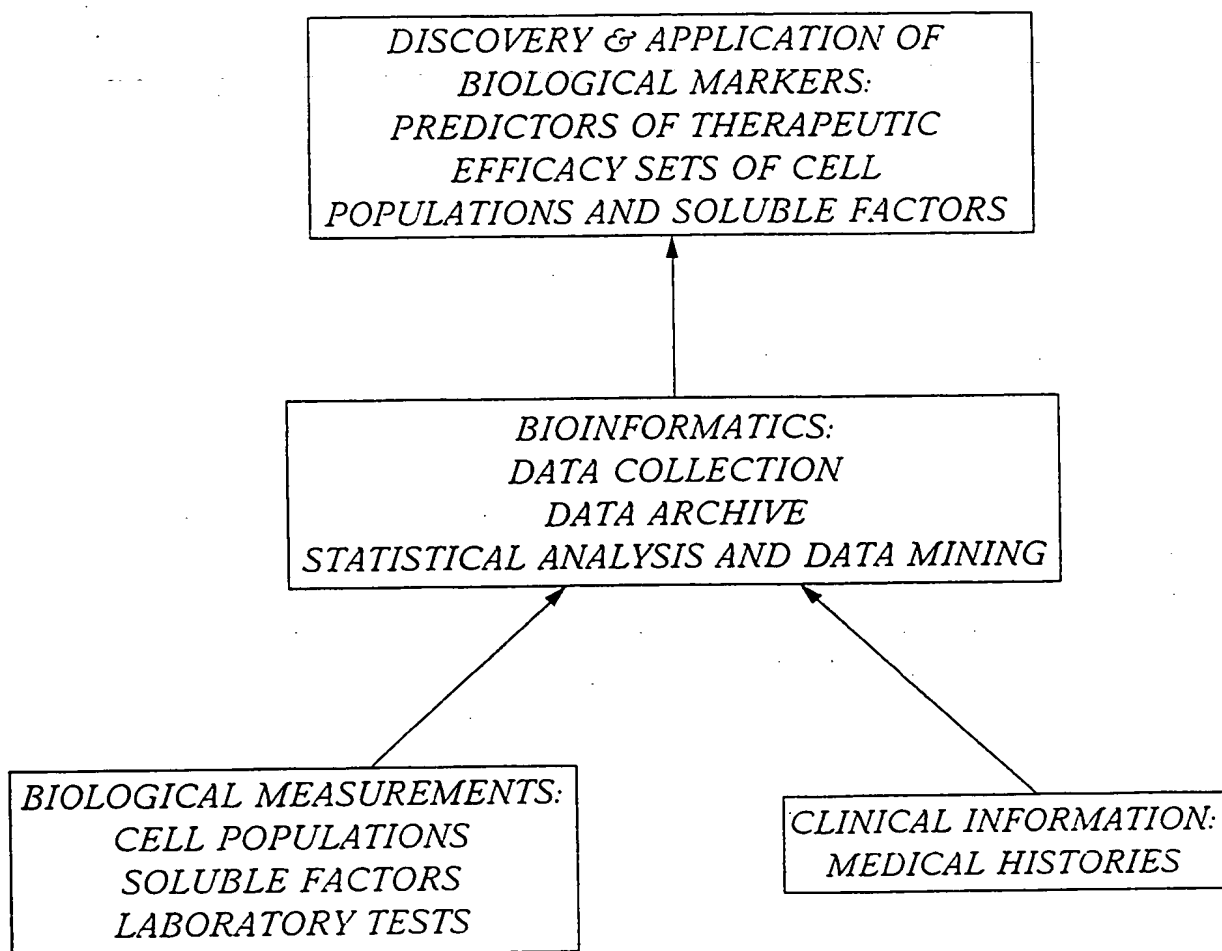 DISCOVERY & APPLICATION OF
BIOLOGICAL MARKERS:
PREDICTORS OF THERAPEUTIC
EFFICACY SETS OF CELL
POPULATIONS AND SOLUBLE FACTORS
BIOINFORMATICS:
DATA COLLECTION
DATA ARCHIVE
STATISTICAL ANALYSIS AND DATA MINING
BIOLOGICAL MEASUREMENTS:
CELL POPULATIONS
SOLUBLE FACTORS
LABORATORY TESTS
CLINICAL INFORMATION:
MEDICAL HISTORIES